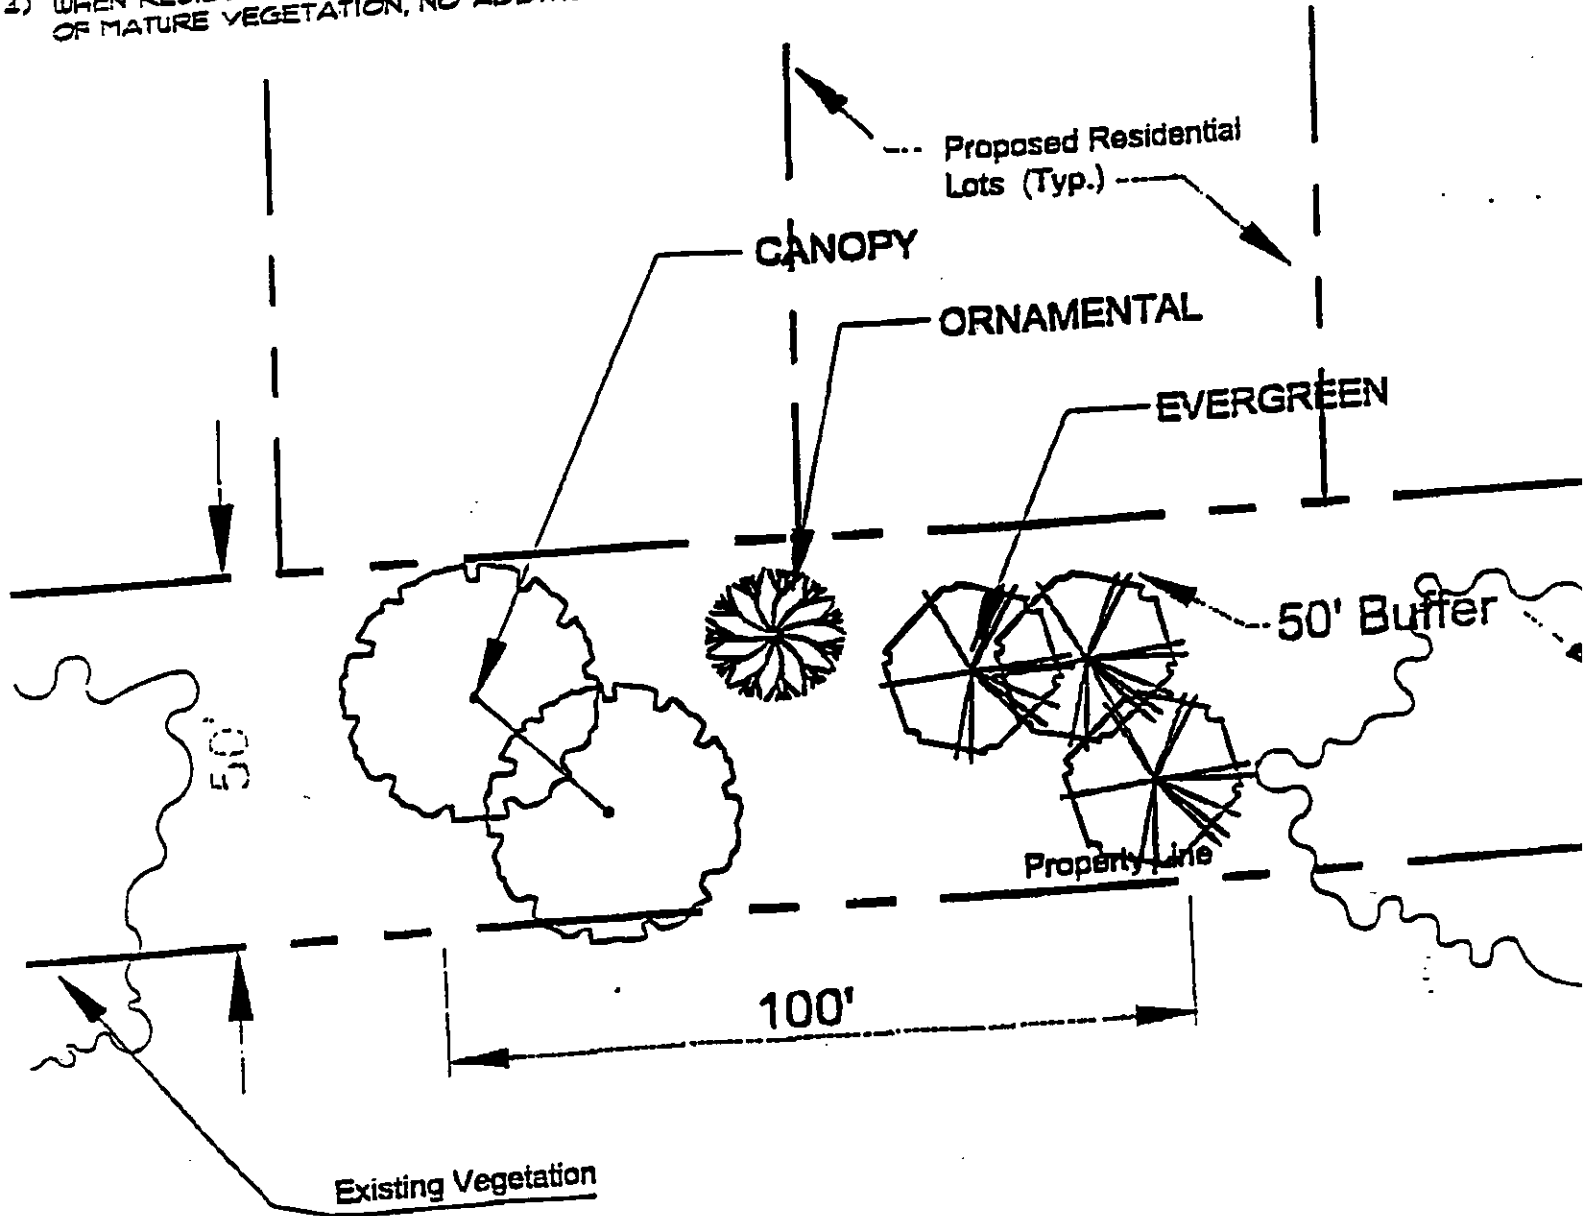 OF MATURE VEGETATION, NO
Proposed Residential
Lots (Typ.)
CANOPY
ORNAMENTAL
EVERGREEN
50' Buffer
50'
Property Line
100'
Existing Vegetation